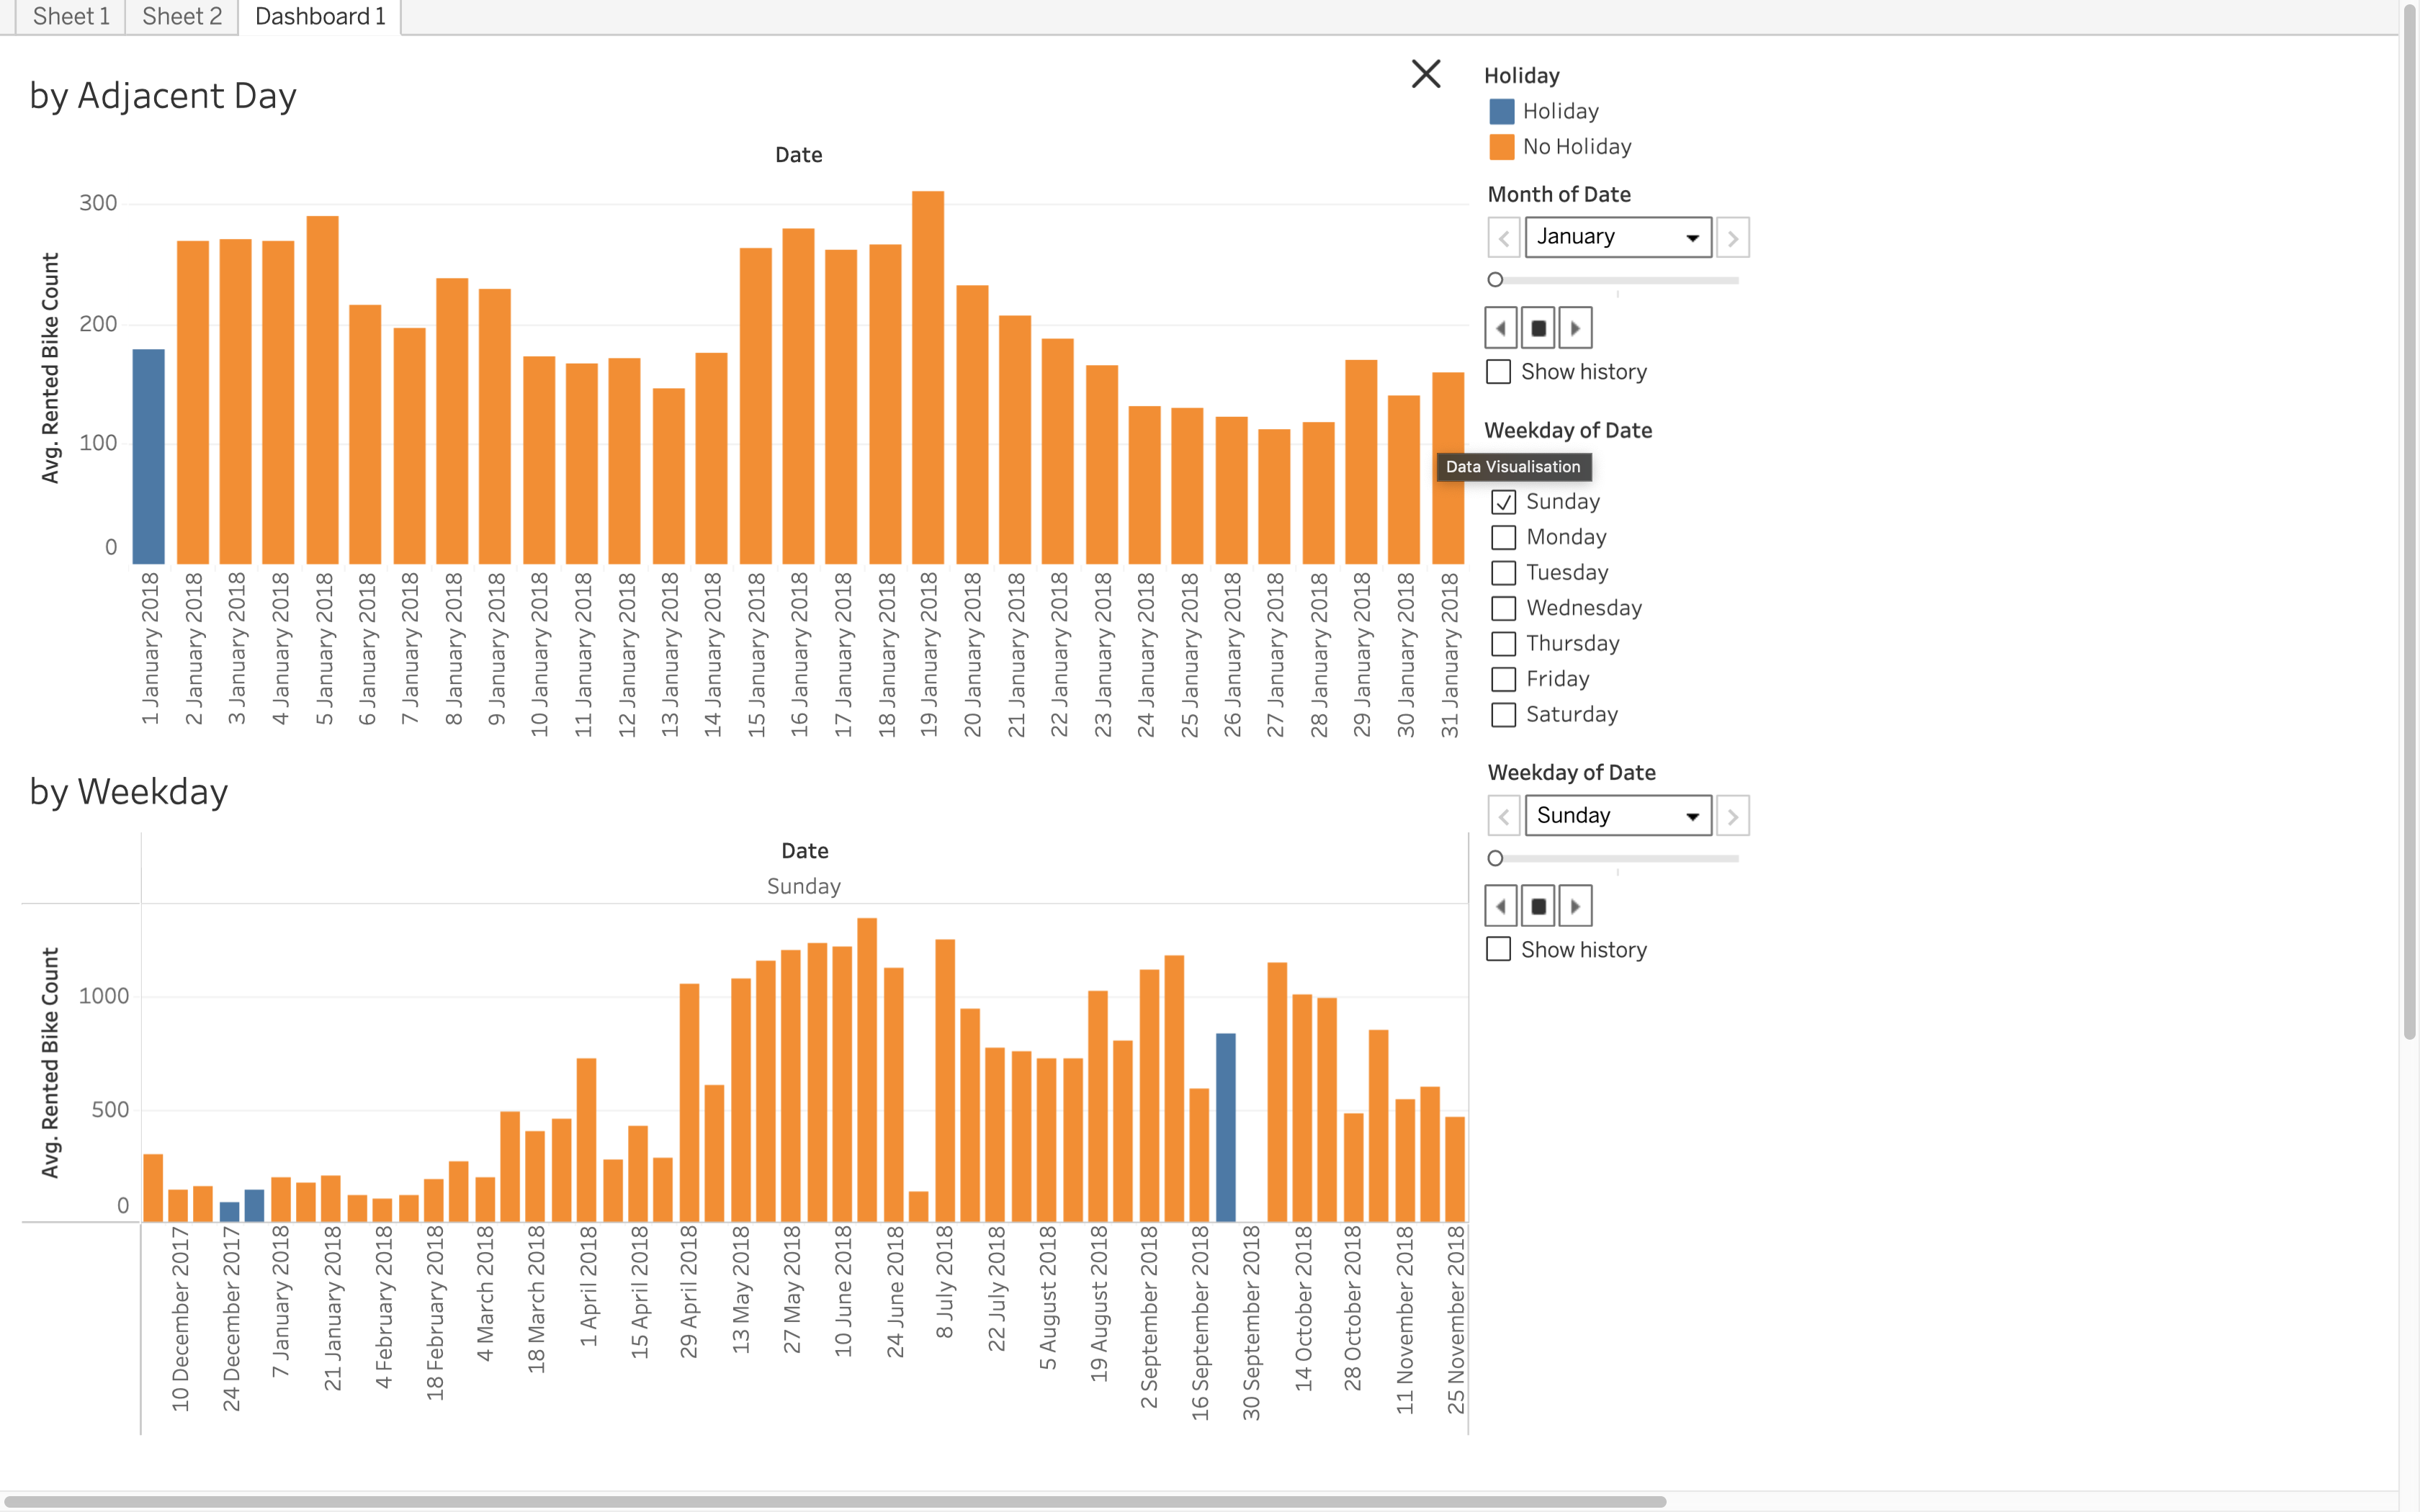 Sheet 1
Sheet 2
Dashboard 1
by Adjacent Day
Date
Avg. Rented Bike Count
300
200
100
0
1 January 2018
2 January 2018
3 January 2018
4 January 2018
5 January 2018
6 January 2018
7 January 2018
8 January 2018
9 January 2018
10 January 2018
11 January 2018
12 January 2018
13 January 2018
14 January 2018
15 January 2018
16 January 2018
17 January 2018
18 January 2018
19 January 2018
20 January 2018
21 January 2018
22 January 2018
23 January 2018
24 January 2018
25 January 2018
26 January 2018
27 January 2018
28 January 2018
29 January 2018
30 January 2018
31 January 2018
Holiday
Holiday
No Holiday
Month of Date
January
Show history
Weekday of Date
Data Visualisation
Sunday
Monday
Tuesday
Wednesday
Thursday
Friday
Saturday
by Weekday
Date
Sunday
Avg. Rented Bike Count
1000
500
0
10 December 2017
24 December 2017
7 January 2018
21 January 2018
4 February 2018
18 February 2018
4 March 2018
18 March 2018
1 April 2018
15 April 2018
29 April 2018
13 May 2018
27 May 2018
10 June 2018
24 June 2018
8 July 2018
22 July 2018
5 August 2018
19 August 2018
2 September 2018
16 September 2018
30 September 2018
14 October 2018
28 October 2018
11 November 2018
25 November 2018
Weekday of Date
Sunday
Show history